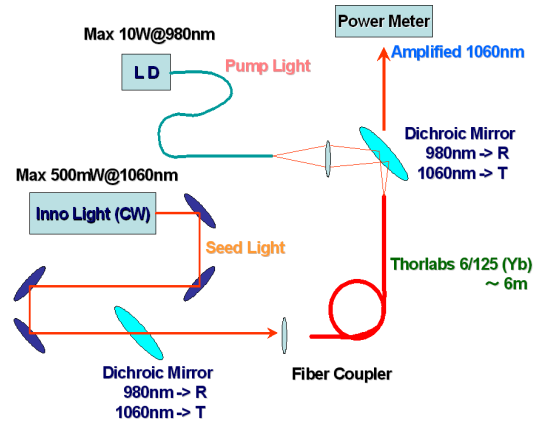 Power Meter
Max 10W@980nm
Amplified 1060nm
L D
Pump Light
Dichroic Mirror
980nm -> R
1060nm -> T
Max 500mW@1060nm
Inno Light (CW)
Seed Light
Thorlabs 6/125 (Yb)
～ 6m
Dichroic Mirror
980nm -> R
1060nm -> T
Fiber Coupler